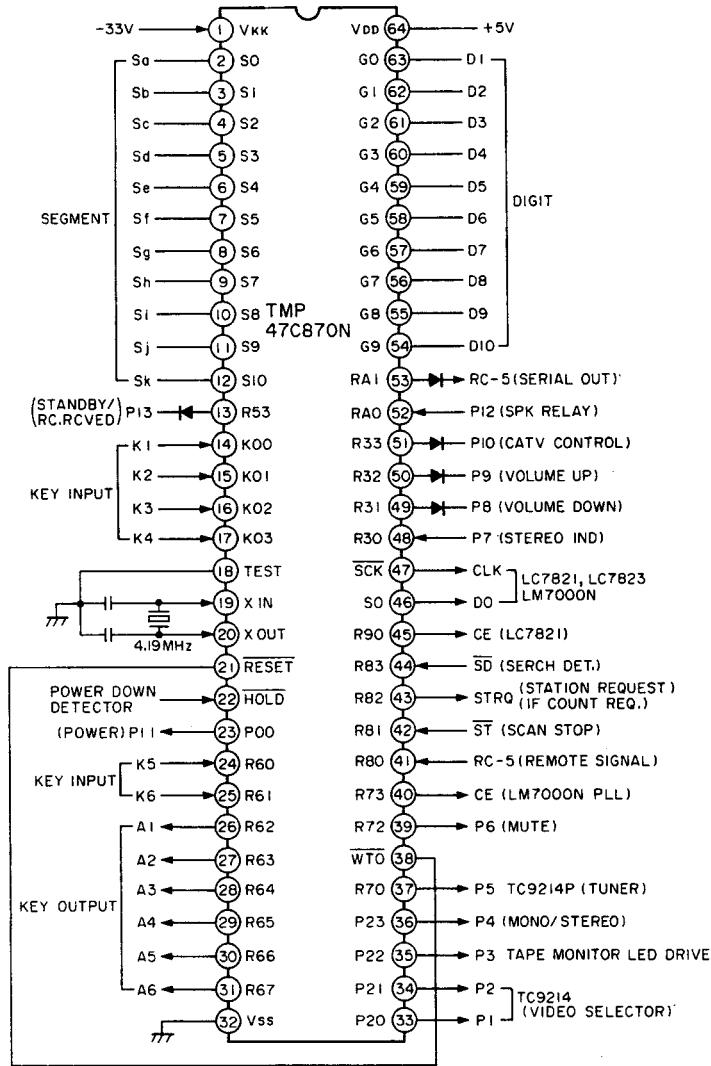 -33V 1 VKK VDD 64 +5V
Sa 2 S0 G0 63 D1
Sb 3 S1 G1 62 D2
Sc 4 S2 G2 61 D3
Sd 5 S3 G3 60 D4
Se 6 S4 G4 59 D5
SEGMENT Sf 7 S5 G5 58 D6 DIGIT
Sg 8 S6 G6 57 D7
Sh 9 S7 G7 56 D8
Si 10 S8 TMP G8 55 D9
47C870N
Sj 11 S9 G9 54 D10
Sk 12 S10 RA1 53 RC-5(SERIAL OUT)
(STANDBY/
RC.RCVED) P13 13 R53 RA0 52 P12 (SPK RELAY)
K1 14 K00 R33 51 P10 (CATV CONTROL)
KEY INPUT K2 15 K01 R32 50 P9 (VOLUME UP)
K3 16 K02 R31 49 P8 (VOLUME DOWN)
K4 17 K03 R30 48 P7 (STEREO IND)
18 TEST SCK 47 CLK LC7821, LC7823
LM7000N
19 X IN S0 46 DO
20 X OUT R90 45 CE (LC7821)
4.19MHz
21 RESET R83 44 SD (SERCH DET.)
POWER DOWN
DETECTOR 22 HOLD R82 43 STRQ (STATION REQUEST)
(IF COUNT REQ.)
(POWER) P11 23 P00 R81 42 ST (SCAN STOP)
KEY INPUT K5 24 R60 R80 41 RC-5(REMOTE SIGNAL)
K6 25 R61 R73 40 CE (LM7000N PLL)
A1 26 R62 R72 39 P6 (MUTE)
A2 27 R63 WTO 38
KEY OUTPUT A3 28 R64 R70 37 P5 TC9214P (TUNER)
A4 29 R65 P23 36 P4 (MONO/STEREO)
A5 30 R66 P22 35 P3 TAPE MONITOR LED DRIVE
A6 31 R67 P21 34 P2 TC9214
(VIDEO SELECTOR)
32 Vss P20 33 P1